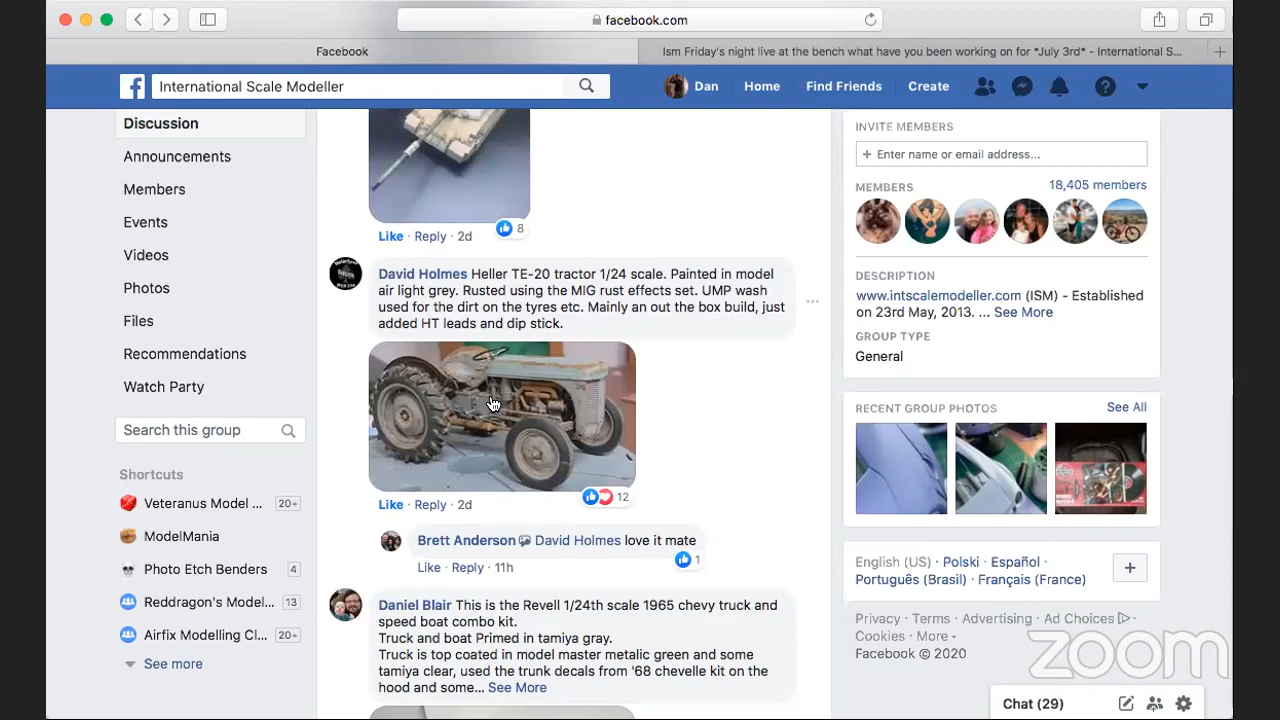 facebook.com
Facebook
Ism Friday's night live at the bench what have you been working on for *July 3rd* - International S...
International Scale Modeller
Dan
Home
Find Friends
Create
Discussion
Announcements
Members
Events
Videos
Photos
Files
Recommendations
Watch Party
Search this group
Shortcuts
Veteranus Model ... 20+
ModelMania
Photo Etch Benders 4
Reddragon's Model... 13
Airfix Modelling Cl... 20+
See more
8
Like · Reply · 2d
David Holmes Heller TE-20 tractor 1/24 scale. Painted in model
air light grey. Rusted using the MIG rust effects set. UMP wash
used for the dirt on the tyres etc. Mainly an out the box build, just
added HT leads and dip stick.
12
Like · Reply · 2d
Brett Anderson David Holmes love it mate
1
Like · Reply · 11h
Daniel Blair This is the Revell 1/24th scale 1965 chevy truck and
speed boat combo kit.
Truck and boat Primed in tamiya gray.
Truck is top coated in model master metalic green and some
tamiya clear, used the trunk decals from '68 chevelle kit on the
hood and some... See More
INVITE MEMBERS
+ Enter name or email address...
MEMBERS
18,405 members
DESCRIPTION
www.intscalemodeller.com (ISM) - Established
on 23rd May, 2013. ... See More
GROUP TYPE
General
RECENT GROUP PHOTOS
See All
English (US) · Polski · Español ·
Português (Brasil) · Français (France)
Privacy · Terms · Advertising · Ad Choices ·
Cookies · More
Facebook © 2020
zoom
Chat (29)